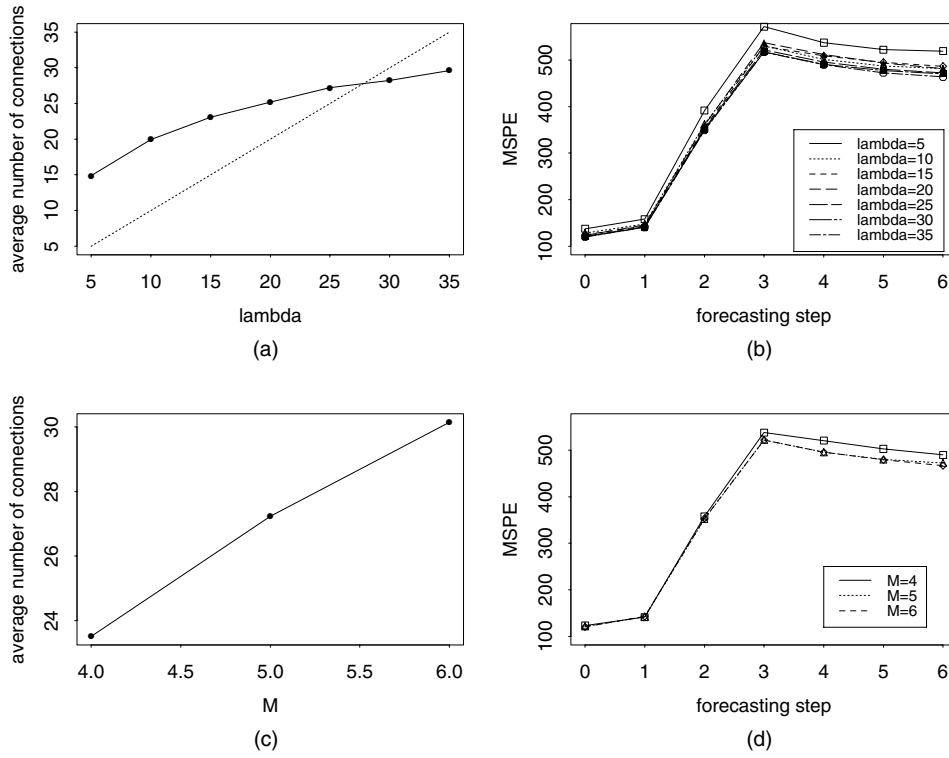 average number of connections
35
30
25
20
15
10
5
5 10 15 20 25 30 35
lambda
(a)
MSPE
500
400
300
200
100
lambda=5
lambda=10
lambda=15
lambda=20
lambda=25
lambda=30
lambda=35
0 1 2 3 4 5 6
forecasting step
(b)
average number of connections
30
28
26
24
4.0 4.5 5.0 5.5 6.0
M
(c)
MSPE
500
400
300
200
100
M=4
M=5
M=6
0 1 2 3 4 5 6
forecasting step
(d)